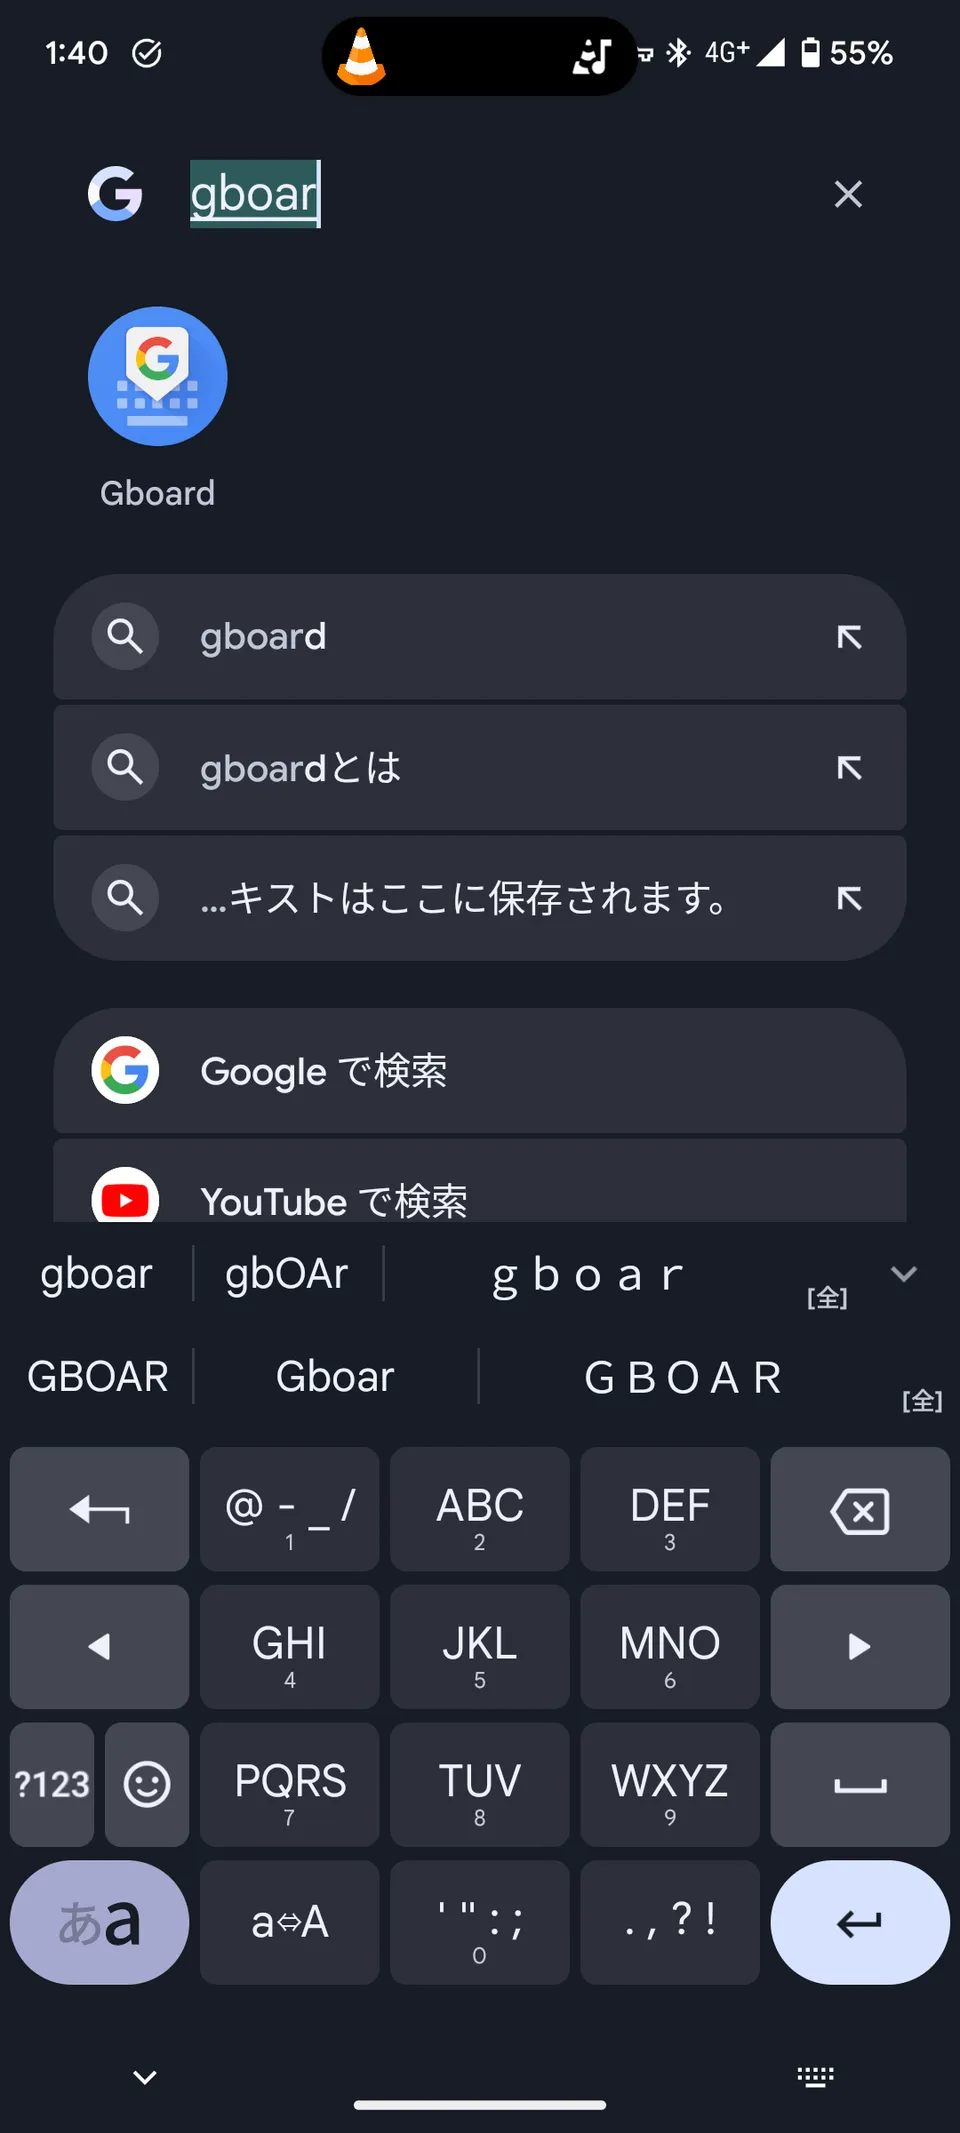 1:40 4G+ 55%
gboar
Gboard
gboard
gboardとは
…キストはここに保存されます。
Google で検索
YouTube で検索
gboar gbOAr ｇｂｏａｒ [全]
GBOAR Gboar ＧＢＯＡＲ [全]
@-_/ 1 ABC 2 DEF 3
GHI 4 JKL 5 MNO 6
?123 PQRS 7 TUV 8 WXYZ 9
あa a⇔A '":; 0 .,?!